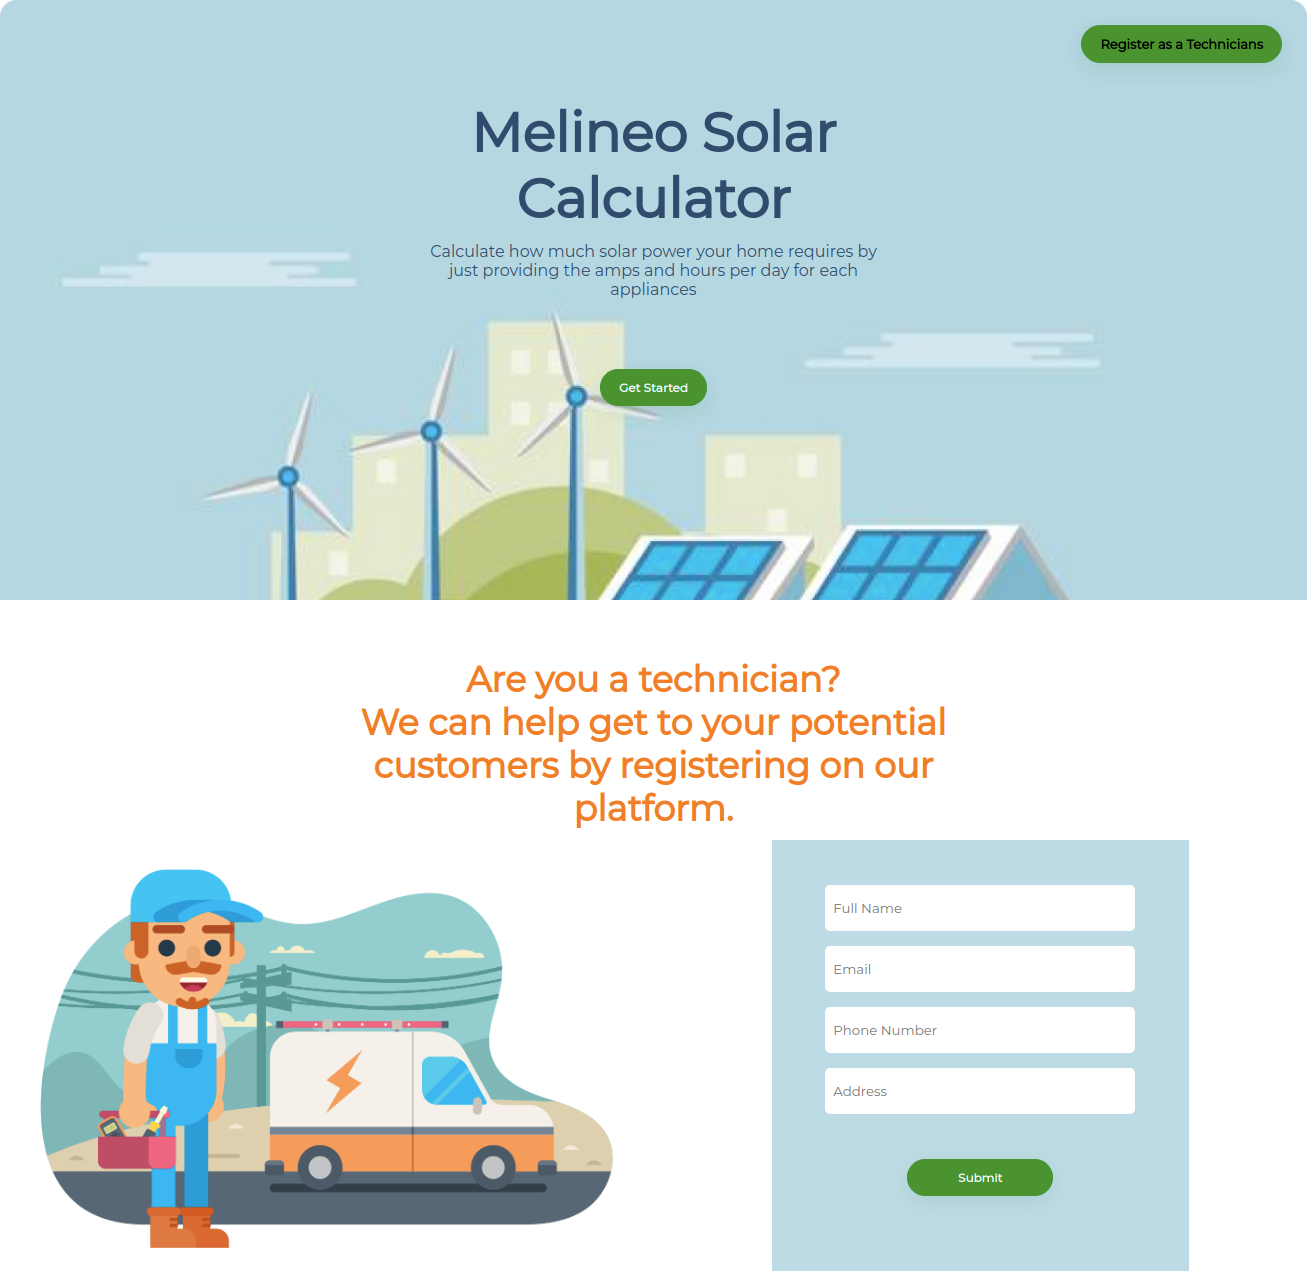 Register as a Technicians
Melineo Solar
Calculator
Calculate how much solar power your home requires by
just providing the amps and hours per day for each
appliances
Get Started
Are you a technician?
We can help get to your potential
customers by registering on our
platform.
Full Name
Email
Phone Number
Address
Submit